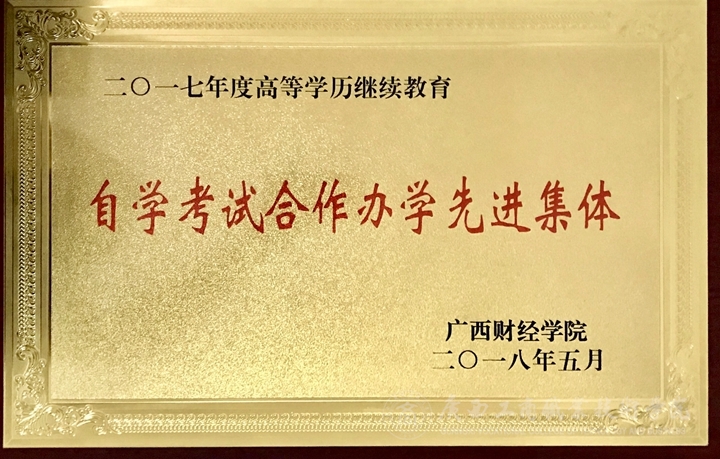 二〇一七年度高等学历继续教育
自学考试合作办学先进集体
广西财经学院
二〇一八年五月